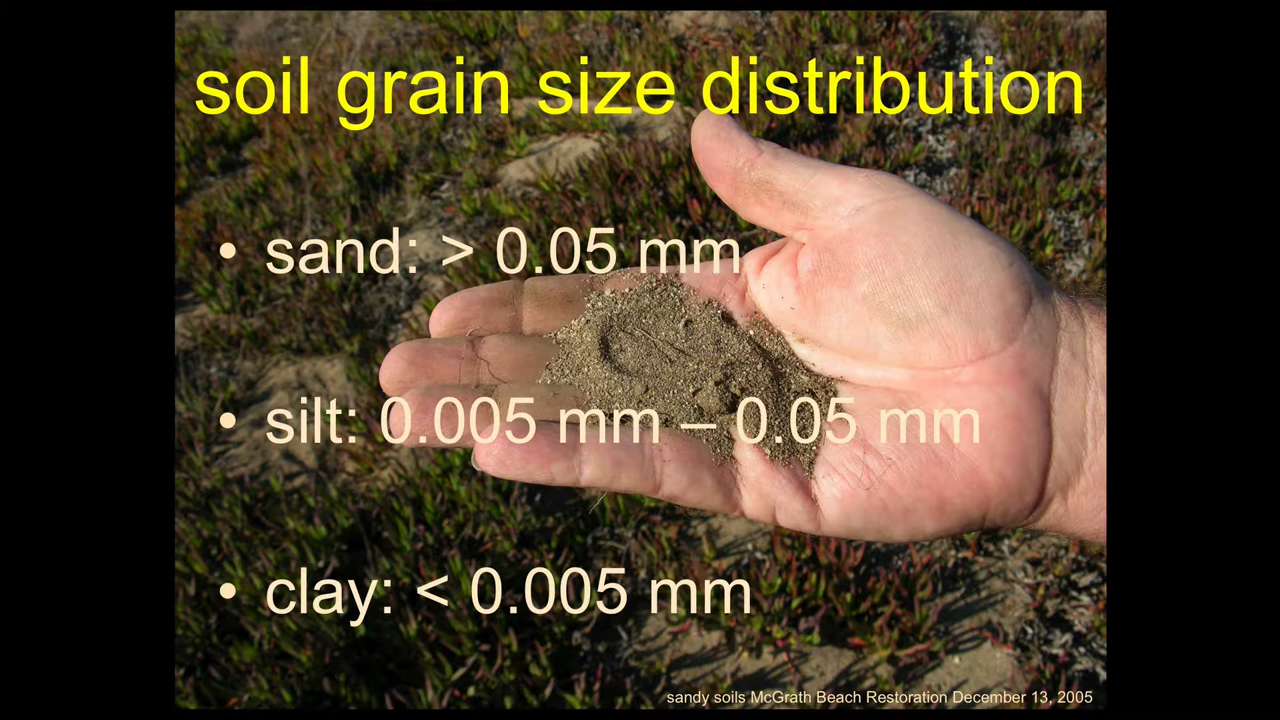 soil grain size distribution
• sand: > 0.05 mm
• silt: 0.005 mm – 0.05 mm
• clay: < 0.005 mm
sandy soils McGrath Beach Restoration December 13, 2005